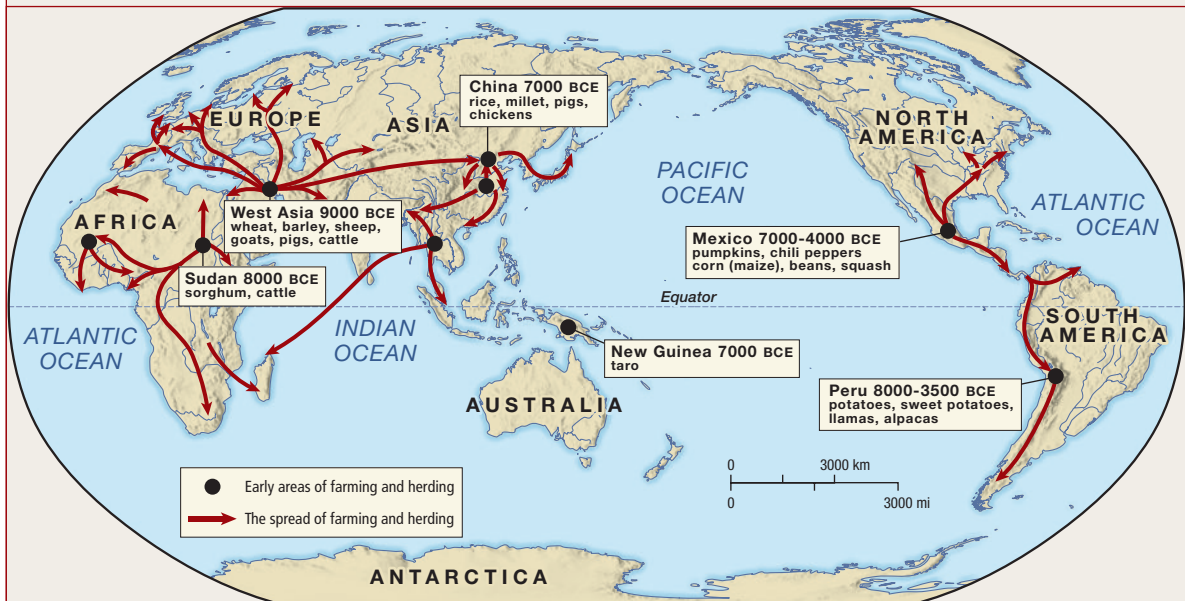 China 7000 BCE
rice, millet, pigs,
chickens
EUROPE
ASIA
NORTH
AMERICA
PACIFIC
OCEAN
ATLANTIC
OCEAN
AFRICA
West Asia 9000 BCE
wheat, barley, sheep,
goats, pigs, cattle
Mexico 7000-4000 BCE
pumpkins, chili peppers
corn (maize), beans, squash
Sudan 8000 BCE
sorghum, cattle
Equator
ATLANTIC
OCEAN
INDIAN
OCEAN
SOUTH
AMERICA
New Guinea 7000 BCE
taro
Peru 8000-3500 BCE
potatoes, sweet potatoes,
llamas, alpacas
AUSTRALIA
0 3000 km
0 3000 mi
Early areas of farming and herding
The spread of farming and herding
ANTARCTICA